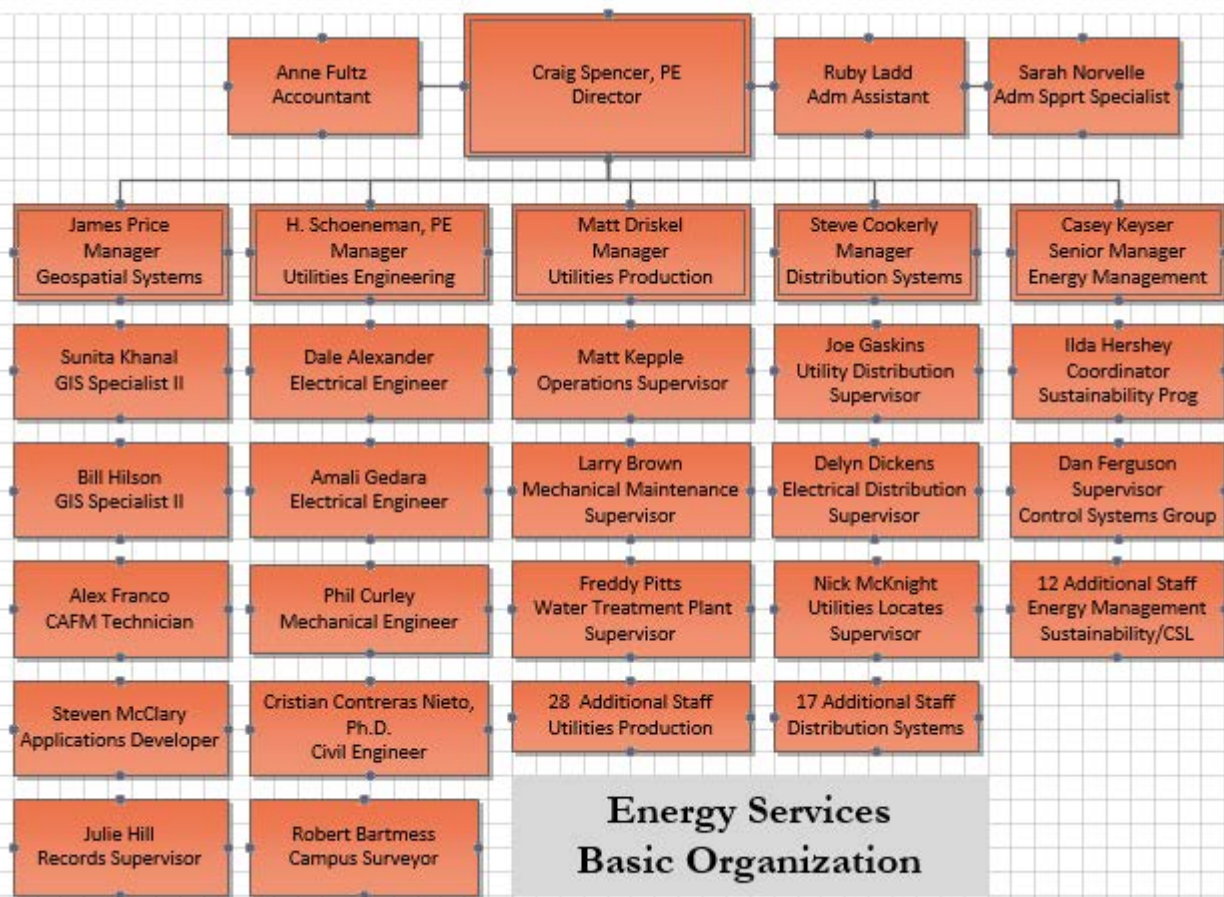 Anne Fultz
Accountant
Craig Spencer, PE
Director
Ruby Ladd
Adm Assistant
Sarah Norvelle
Adm Spprt Specialist
James Price
Manager
Geospatial Systems
H. Schoeneman, PE
Manager
Utilities Engineering
Matt Driskel
Manager
Utilities Production
Steve Cookerly
Manager
Distribution Systems
Casey Keyser
Senior Manager
Energy Management
Sunita Khanal
GIS Specialist II
Dale Alexander
Electrical Engineer
Matt Kepple
Operations Supervisor
Joe Gaskins
Utility Distribution
Supervisor
Ilda Hershey
Coordinator
Sustainability Prog
Bill Hilson
GIS Specialist II
Amali Gedara
Electrical Engineer
Larry Brown
Mechanical Maintenance
Supervisor
Delyn Dickens
Electrical Distribution
Supervisor
Dan Ferguson
Supervisor
Control Systems Group
Alex Franco
CAFM Technician
Phil Curley
Mechanical Engineer
Freddy Pitts
Water Treatment Plant
Supervisor
Nick McKnight
Utilities Locates
Supervisor
12 Additional Staff
Energy Management
Sustainability/CSL
Steven McClary
Applications Developer
Cristian Contreras Nieto,
Ph.D.
Civil Engineer
28 Additional Staff
Utilities Production
17 Additional Staff
Distribution Systems
Julie Hill
Records Supervisor
Robert Bartmess
Campus Surveyor
Energy Services
Basic Organization